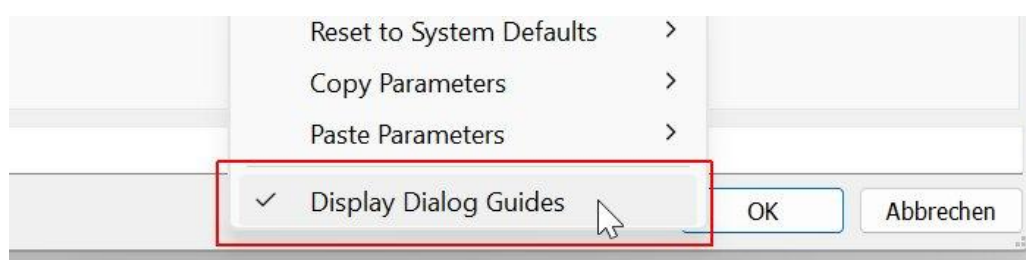 Reset to System Defaults
Copy Parameters
Paste Parameters
Display Dialog Guides
OK Abbrechen